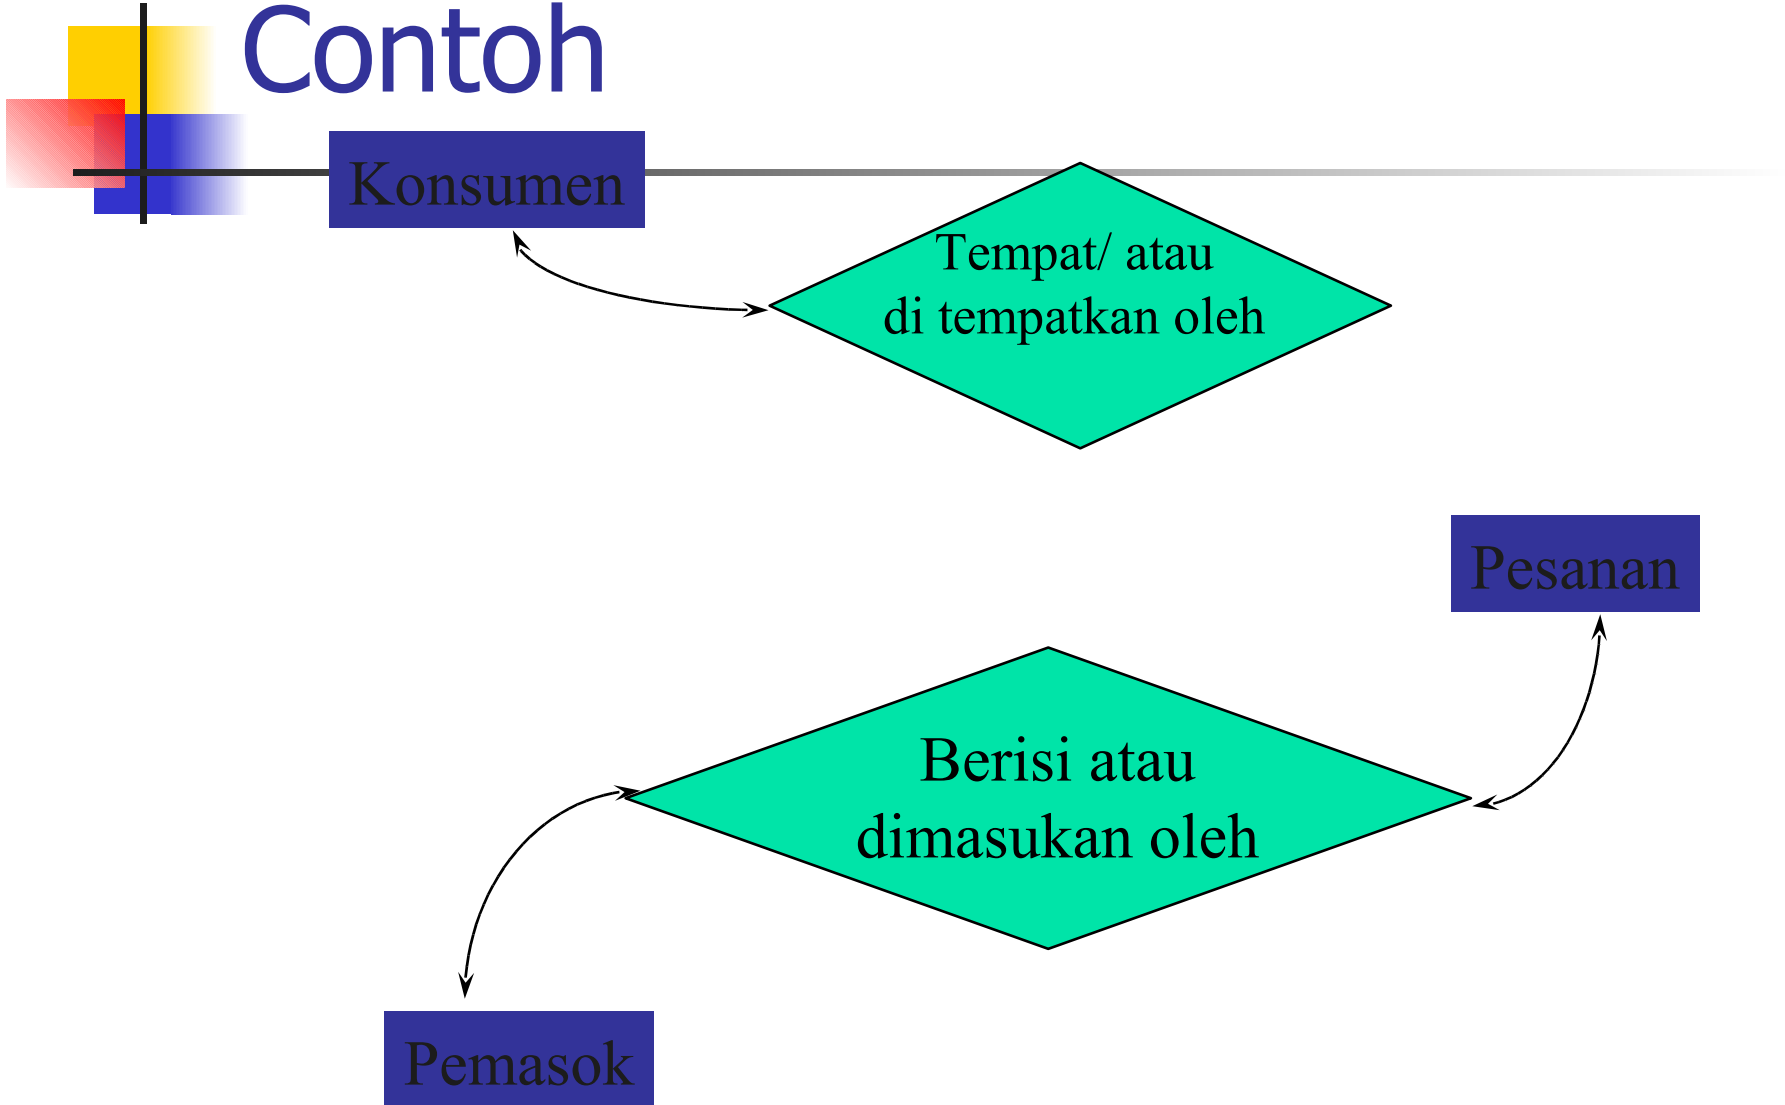 Contoh
Konsumen
Tempat/ atau
di tempatkan oleh
Pesanan
Berisi atau
dimasukan oleh
Pemasok